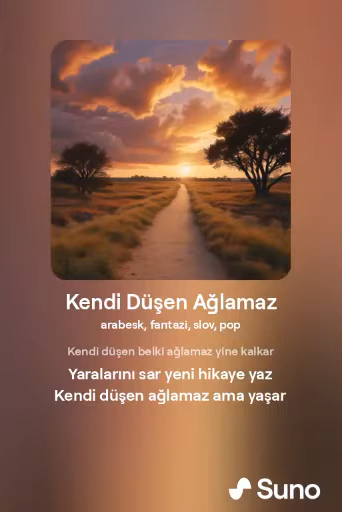 Kendi Düşen Ağlamaz
arabesk, fantazi, slov, pop
Kendi düşen belki ağlamaz yine kalkar
Yaralarını sar yeni hikaye yaz
Kendi düşen ağlamaz ama yaşar
Suno